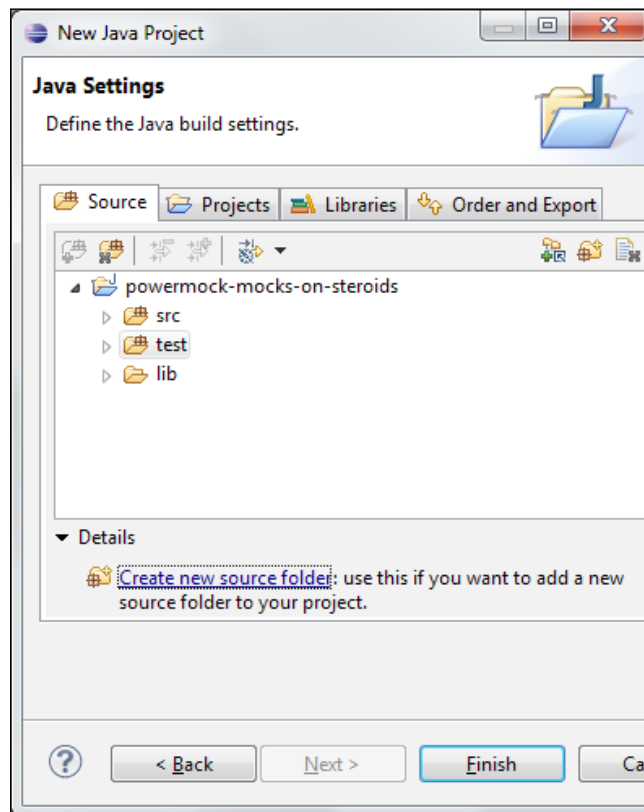 New Java Project
Java Settings
Define the Java build settings.
Source Projects Libraries Order and Export
powermock-mocks-on-steroids
src
test
lib
Details
Create new source folder: use this if you want to add a new
source folder to your project.
? < Back Next > Finish Ca